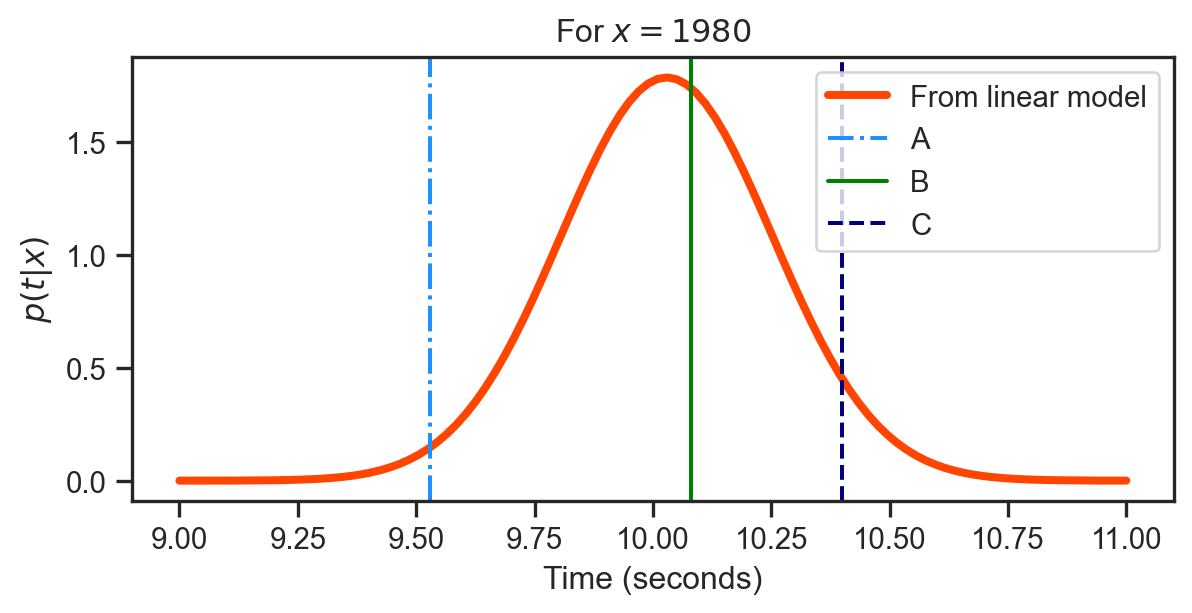 For x = 1980
From linear model
A
B
C
p(t|x)
1.5
1.0
0.5
0.0
9.00 9.25 9.50 9.75 10.00 10.25 10.50 10.75 11.00
Time (seconds)